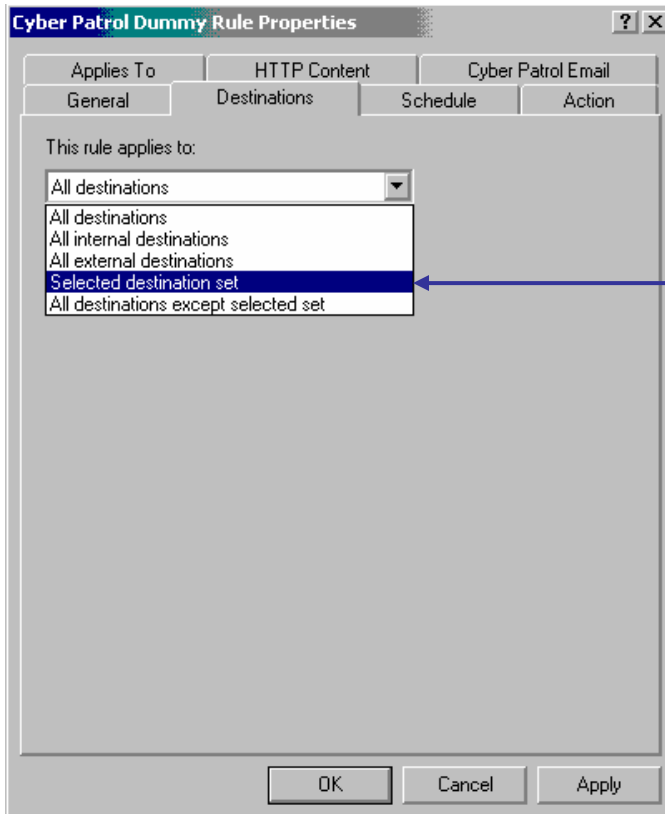 Cyber Patrol Dummy Rule Properties
Applies To HTTP Content Cyber Patrol Email
General Destinations Schedule Action
This rule applies to:
All destinations
All destinations
All internal destinations
All external destinations
Selected destination set
All destinations except selected set
OK Cancel Apply